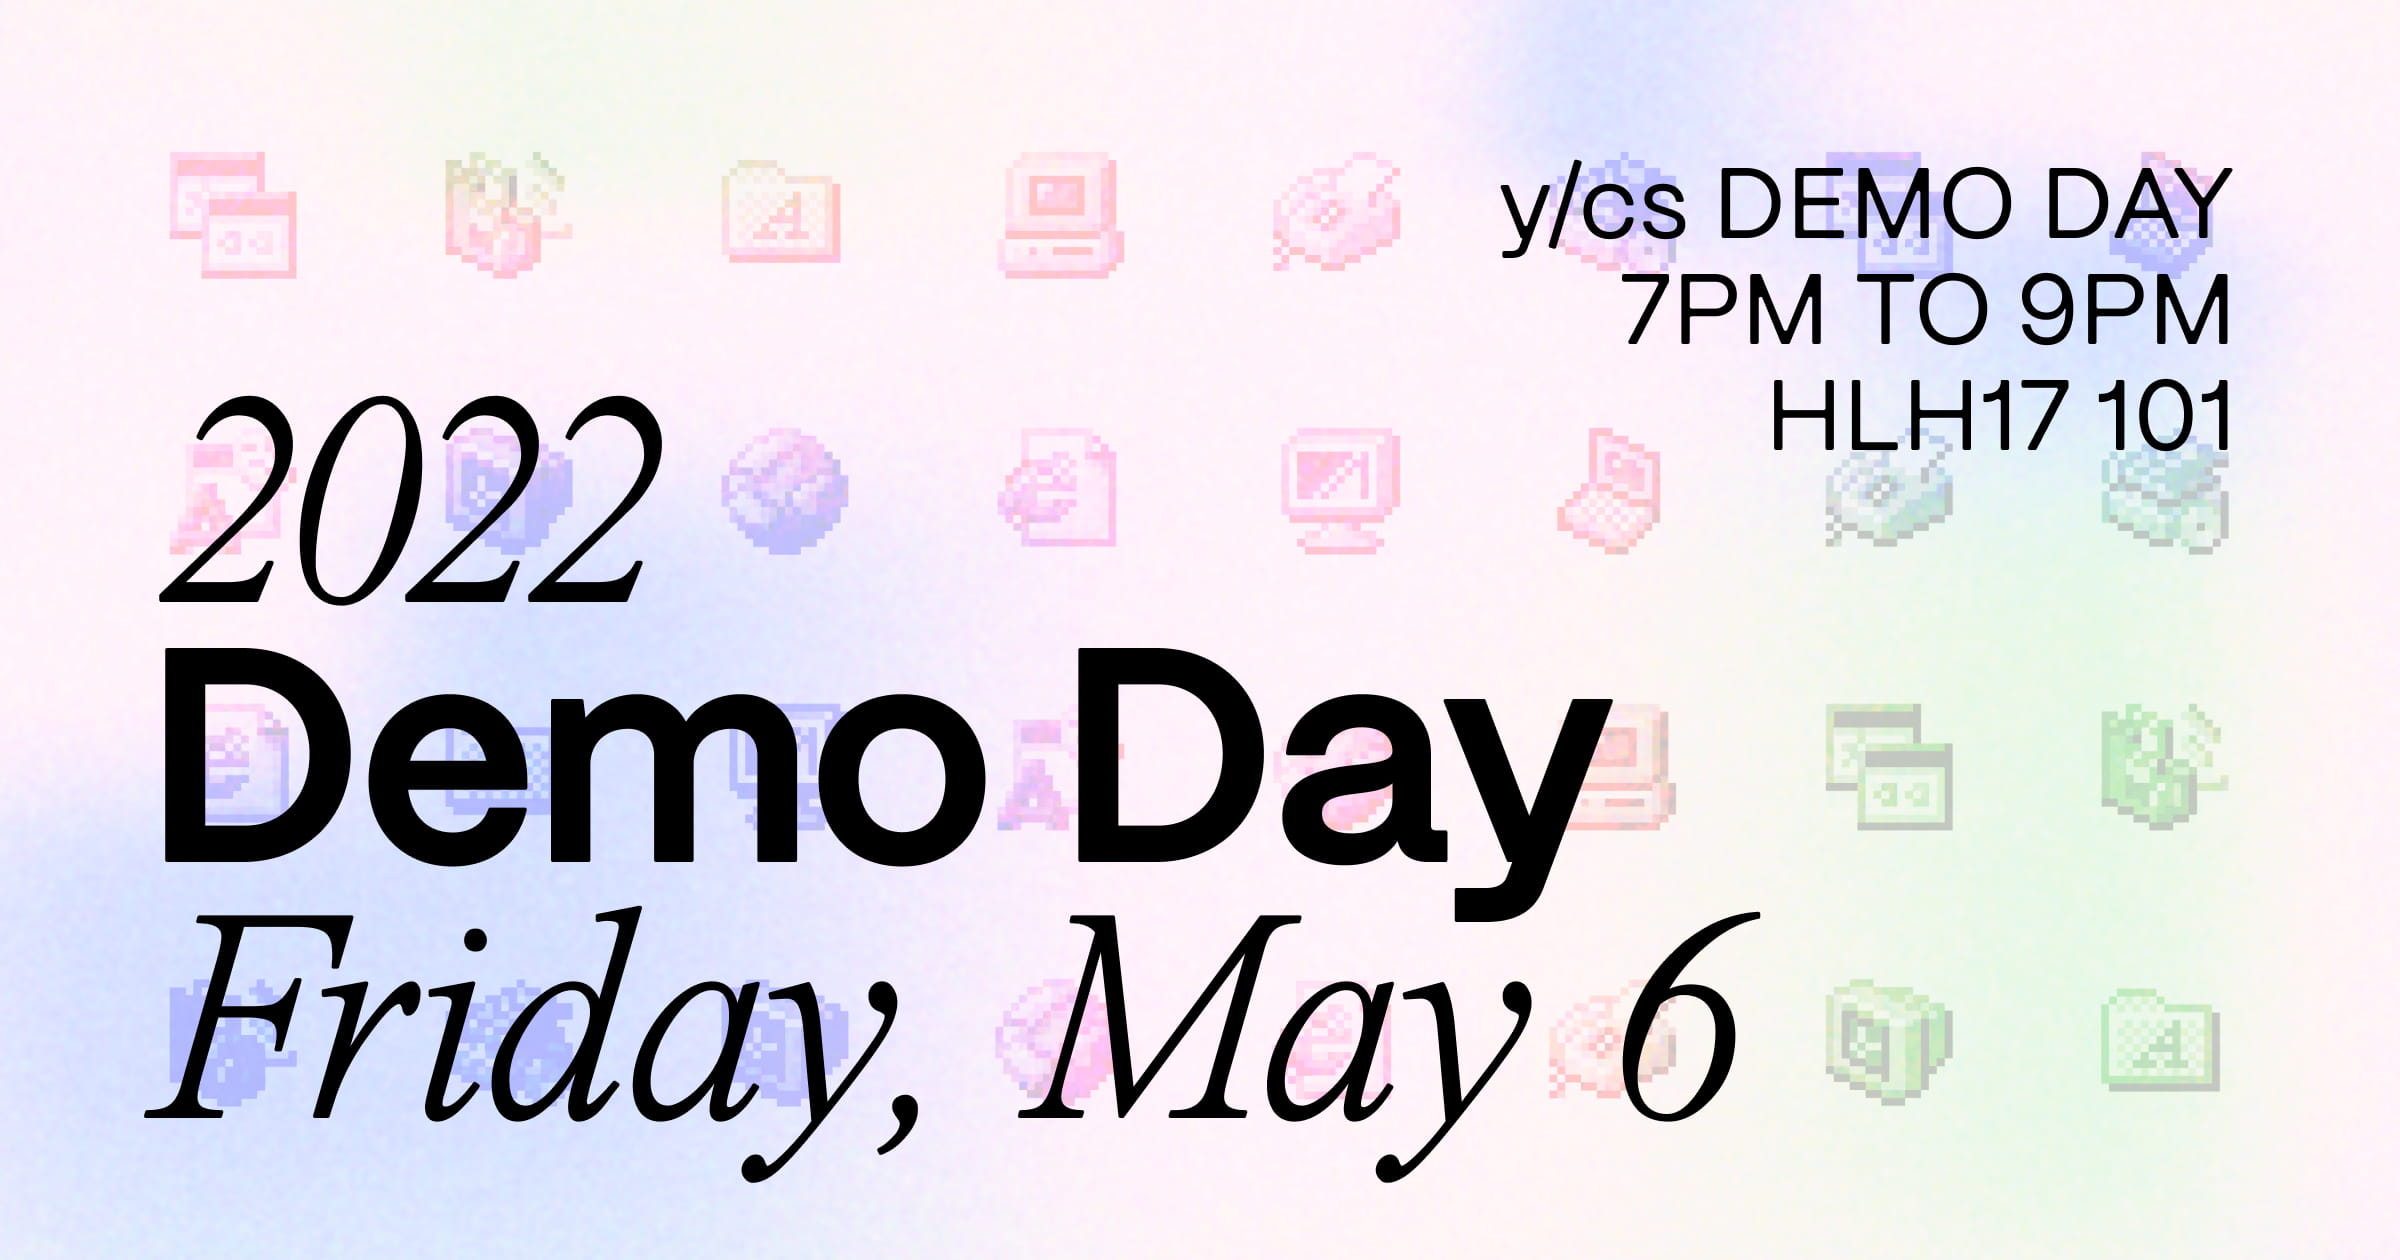 y/cs DEMO DAY
7PM TO 9PM
HLH17 101
2022
Demo Day
Friday, May 6